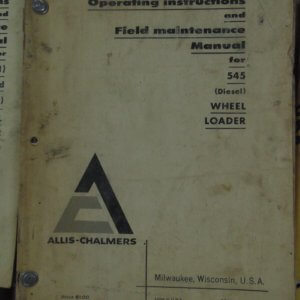 Operating instructions
and
Field maintenance
Manual
for
545
(Diesel)
WHEEL
LOADER
ALLIS-CHALMERS
Milwaukee, Wisconsin, U.S.A.